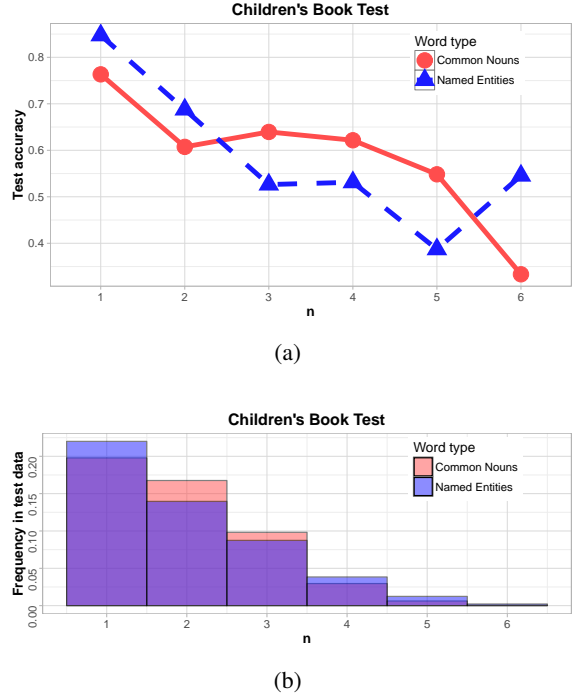 Children's Book Test
Word type
Common Nouns
Named Entities
Test accuracy
0.8
0.7
0.6
0.5
0.4
1 2 3 4 5 6
n
(a)
Children's Book Test
Word type
Common Nouns
Named Entities
Frequency in test data
0.20
0.15
0.10
0.05
0.00
1 2 3 4 5 6
n
(b)